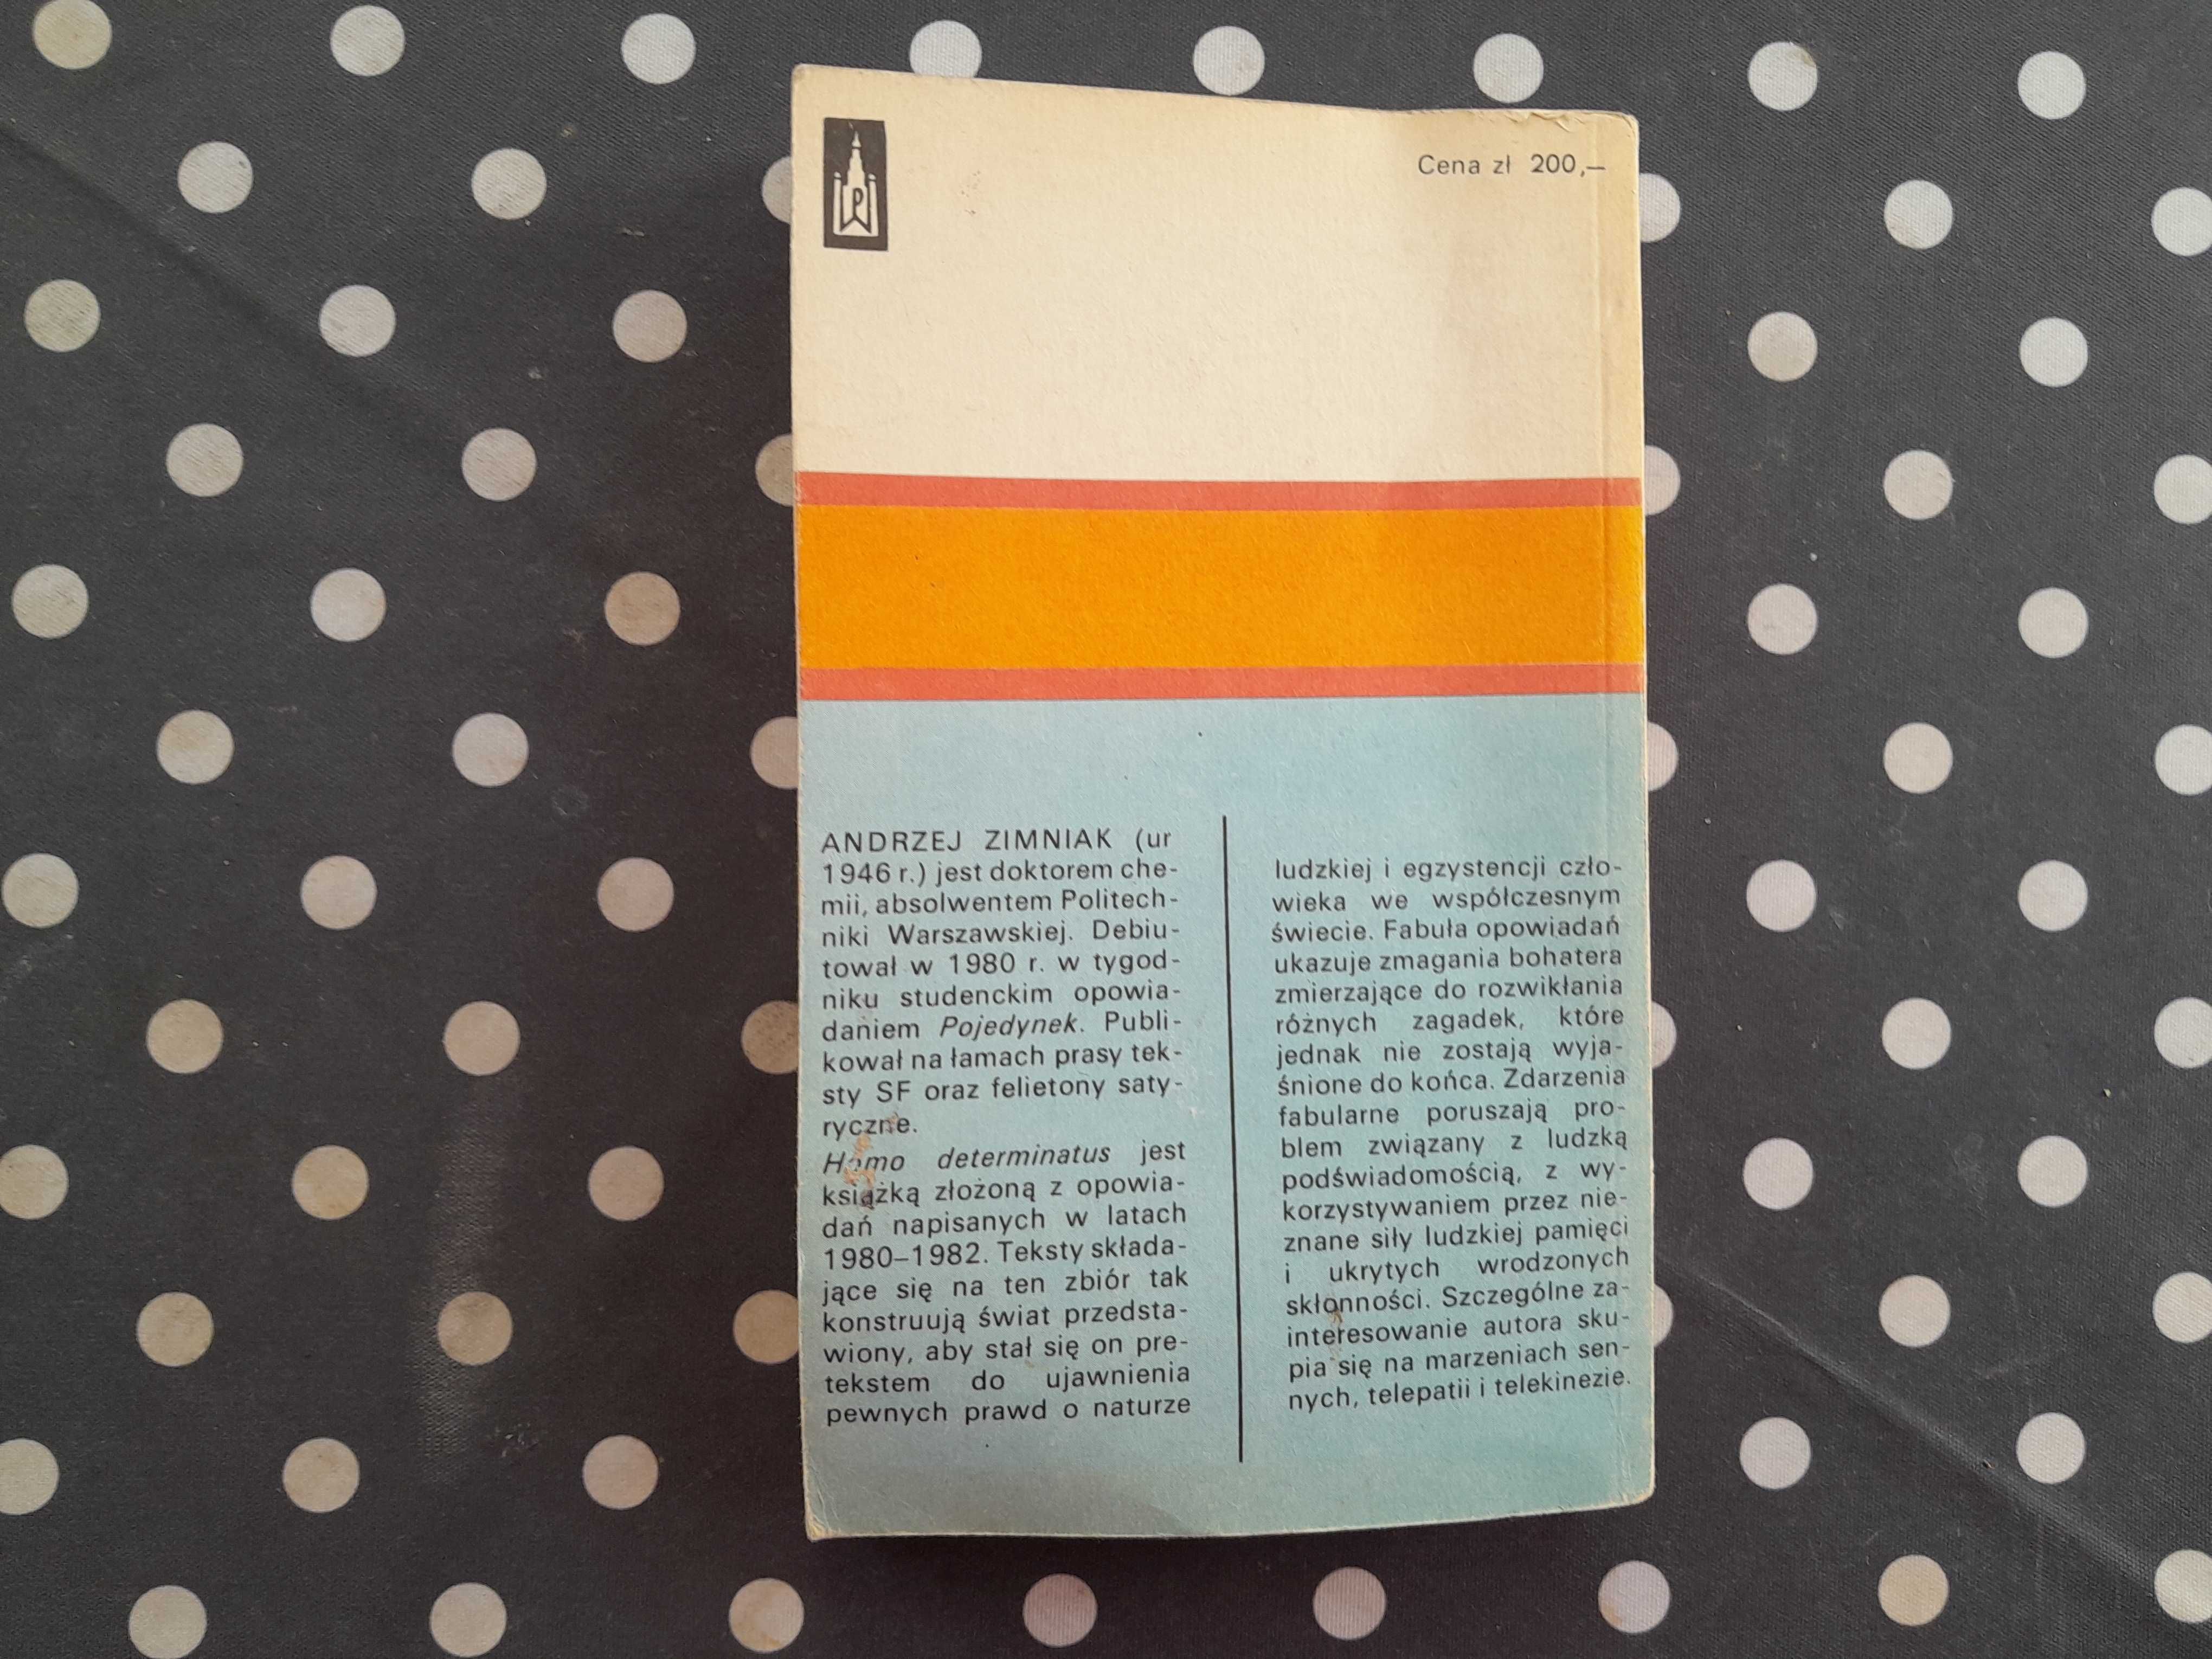 P
Cena zł 200,—
ANDRZEJ ZIMNIAK (ur
1946 r.) jest doktorem che-
mii, absolwentem Politech-
niki Warszawskiej. Debiu-
tował w 1980 r. w tygod-
niku studenckim opowia-
daniem Pojedynek. Publi-
kował na łamach prasy tek-
sty SF oraz felietony saty-
ryczne.
Homo determinatus jest
książką złożoną z opowia-
dań napisanych w latach
1980–1982. Teksty składa-
jące się na ten zbiór tak
konstruują świat przedsta-
wiony, aby stał się on pre-
tekstem do ujawnienia
pewnych prawd o naturze
ludzkiej i egzystencji czło-
wieka we współczesnym
świecie. Fabuła opowiadań
ukazuje zmagania bohatera
zmierzające do rozwikłania
różnych zagadek, które
jednak nie zostają wyja-
śnione do końca. Zdarzenia
fabularne poruszają pro-
blem związany z ludzką
podświadomością, z wy-
korzystywaniem przez nie-
znane siły ludzkiej pamięci
i ukrytych wrodzonych
skłonności. Szczególne za-
interesowanie autora sku-
pia się na marzeniach sen-
nych, telepatii i telekinezie.